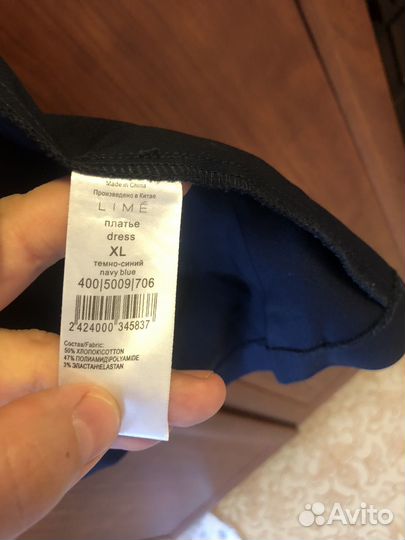 Made in China
Произведено в Китае
LIMÉ
платье
dress
XL
темно-синий
navy blue
400|5009|706
2 424000 345837
Состав/Fabric:
50% ХЛОПОК/COTTON
47% ПОЛИАМИД/POLYAMIDE
3% ЭЛАСТАН/ELASTAN
Avito